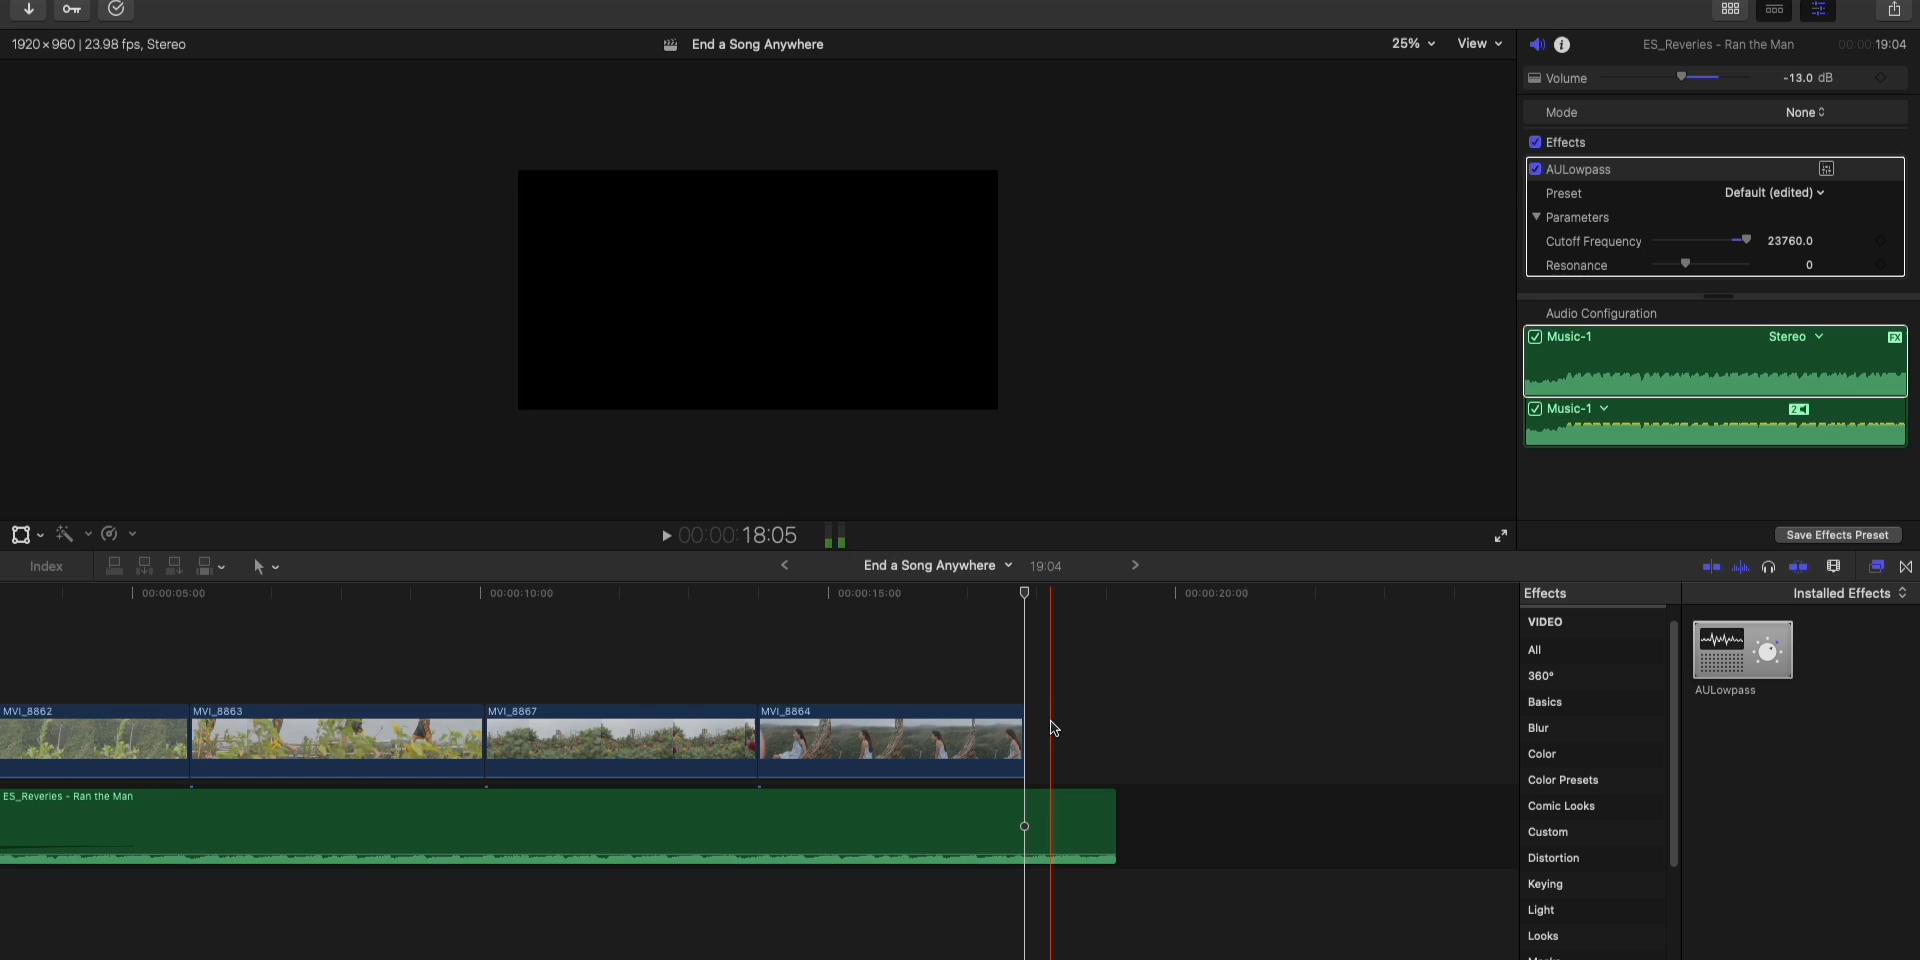 1920 × 960 | 23.98 fps, Stereo
End a Song Anywhere
25%
View
ES_Reveries - Ran the Man
00:00:19:04
Volume
-13.0 dB
Mode
None
Effects
AULowpass
Preset
Default (edited)
Parameters
Cutoff Frequency
23760.0
Resonance
0
Audio Configuration
Music-1
Stereo
FX
Music-1
2
00:00:18:05
Save Effects Preset
Index
End a Song Anywhere
19:04
00:00:05:00
00:00:10:00
00:00:15:00
00:00:20:00
Effects
Installed Effects
VIDEO
All
360°
Basics
Blur
Color
Color Presets
Comic Looks
Custom
Distortion
Keying
Light
Looks
AULowpass
MVI_8862
MVI_8863
MVI_8867
MVI_8864
ES_Reveries - Ran the Man